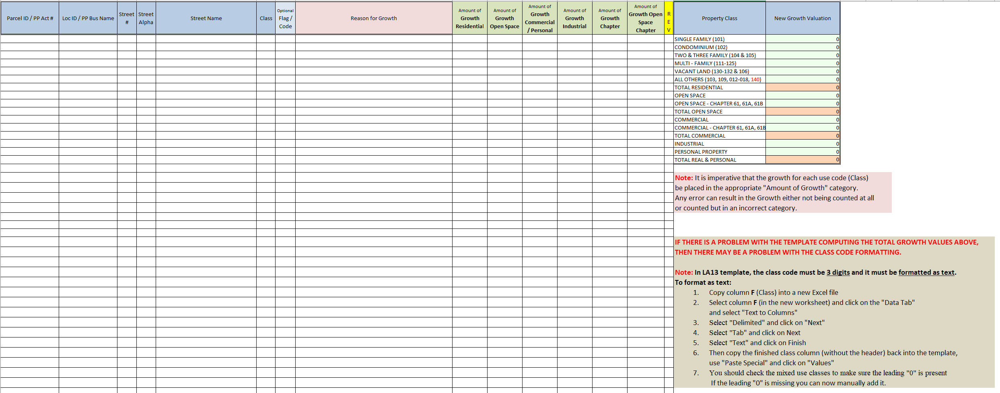 Parcel ID / PP Act #
Loc ID / PP Bus Name
Street
#
Street
Alpha
Street Name
Class
Optional
Flag /
Code
Reason for Growth
Amount of
Growth
Residential
Amount of
Growth
Open Space
Amount of
Growth
Commercial
/ Personal
Amount of
Growth
Industrial
Amount of
Growth
Chapter
Amount of
Growth Open
Space
Chapter
R
E
V
Property Class
New Growth Valuation
SINGLE FAMILY (101) 0
CONDOMINIUM (102) 0
TWO & THREE FAMILY (104 & 105) 0
MULTI - FAMILY (111-125) 0
VACANT LAND (130-132 & 106) 0
ALL OTHERS (103, 109, 012-018, 140) 0
TOTAL RESIDENTIAL 0
OPEN SPACE 0
OPEN SPACE - CHAPTER 61, 61A, 61B 0
TOTAL OPEN SPACE 0
COMMERCIAL 0
COMMERCIAL - CHAPTER 61, 61A, 61B 0
TOTAL COMMERCIAL 0
INDUSTRIAL 0
PERSONAL PROPERTY 0
TOTAL REAL & PERSONAL 0
Note: It is imperative that the growth for each use code (Class)
be placed in the appropriate "Amount of Growth" category.
Any error can result in the Growth either not being counted at all
or counted but in an incorrect category.
IF THERE IS A PROBLEM WITH THE TEMPLATE COMPUTING THE TOTAL GROWTH VALUES ABOVE,
THEN THERE MAY BE A PROBLEM WITH THE CLASS CODE FORMATTING.
Note: In LA13 template, the class code must be 3 digits and it must be formatted as text.
To format as text:
1. Copy column F (Class) into a new Excel file
2. Select column F (in the new worksheet) and click on the "Data Tab"
and select "Text to Columns"
3. Select "Delimited" and click on "Next"
4. Select "Tab" and click on Next
5. Select "Text" and click on Finish
6. Then copy the finished class column (without the header) back into the template,
use "Paste Special" and click on "Values"
7. You should check the mixed use classes to make sure the leading "0" is present
If the leading "0" is missing you can now manually add it.